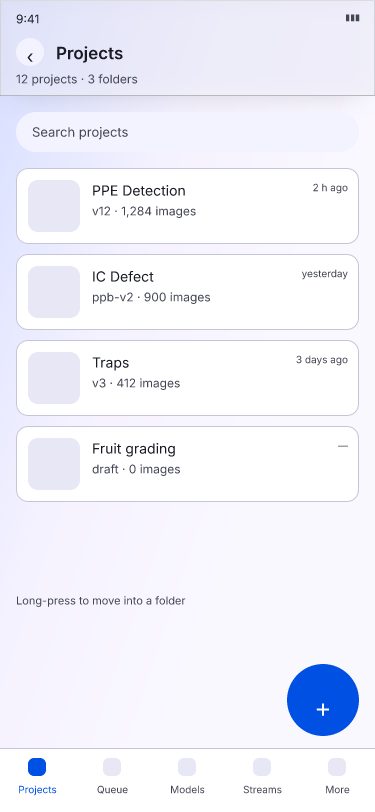 9:41
‹ Projects
12 projects · 3 folders
Search projects
PPE Detection 2 h ago
v12 · 1,284 images
IC Defect yesterday
ppb-v2 · 900 images
Traps 3 days ago
v3 · 412 images
Fruit grading —
draft · 0 images
Long-press to move into a folder
+
Projects Queue Models Streams More